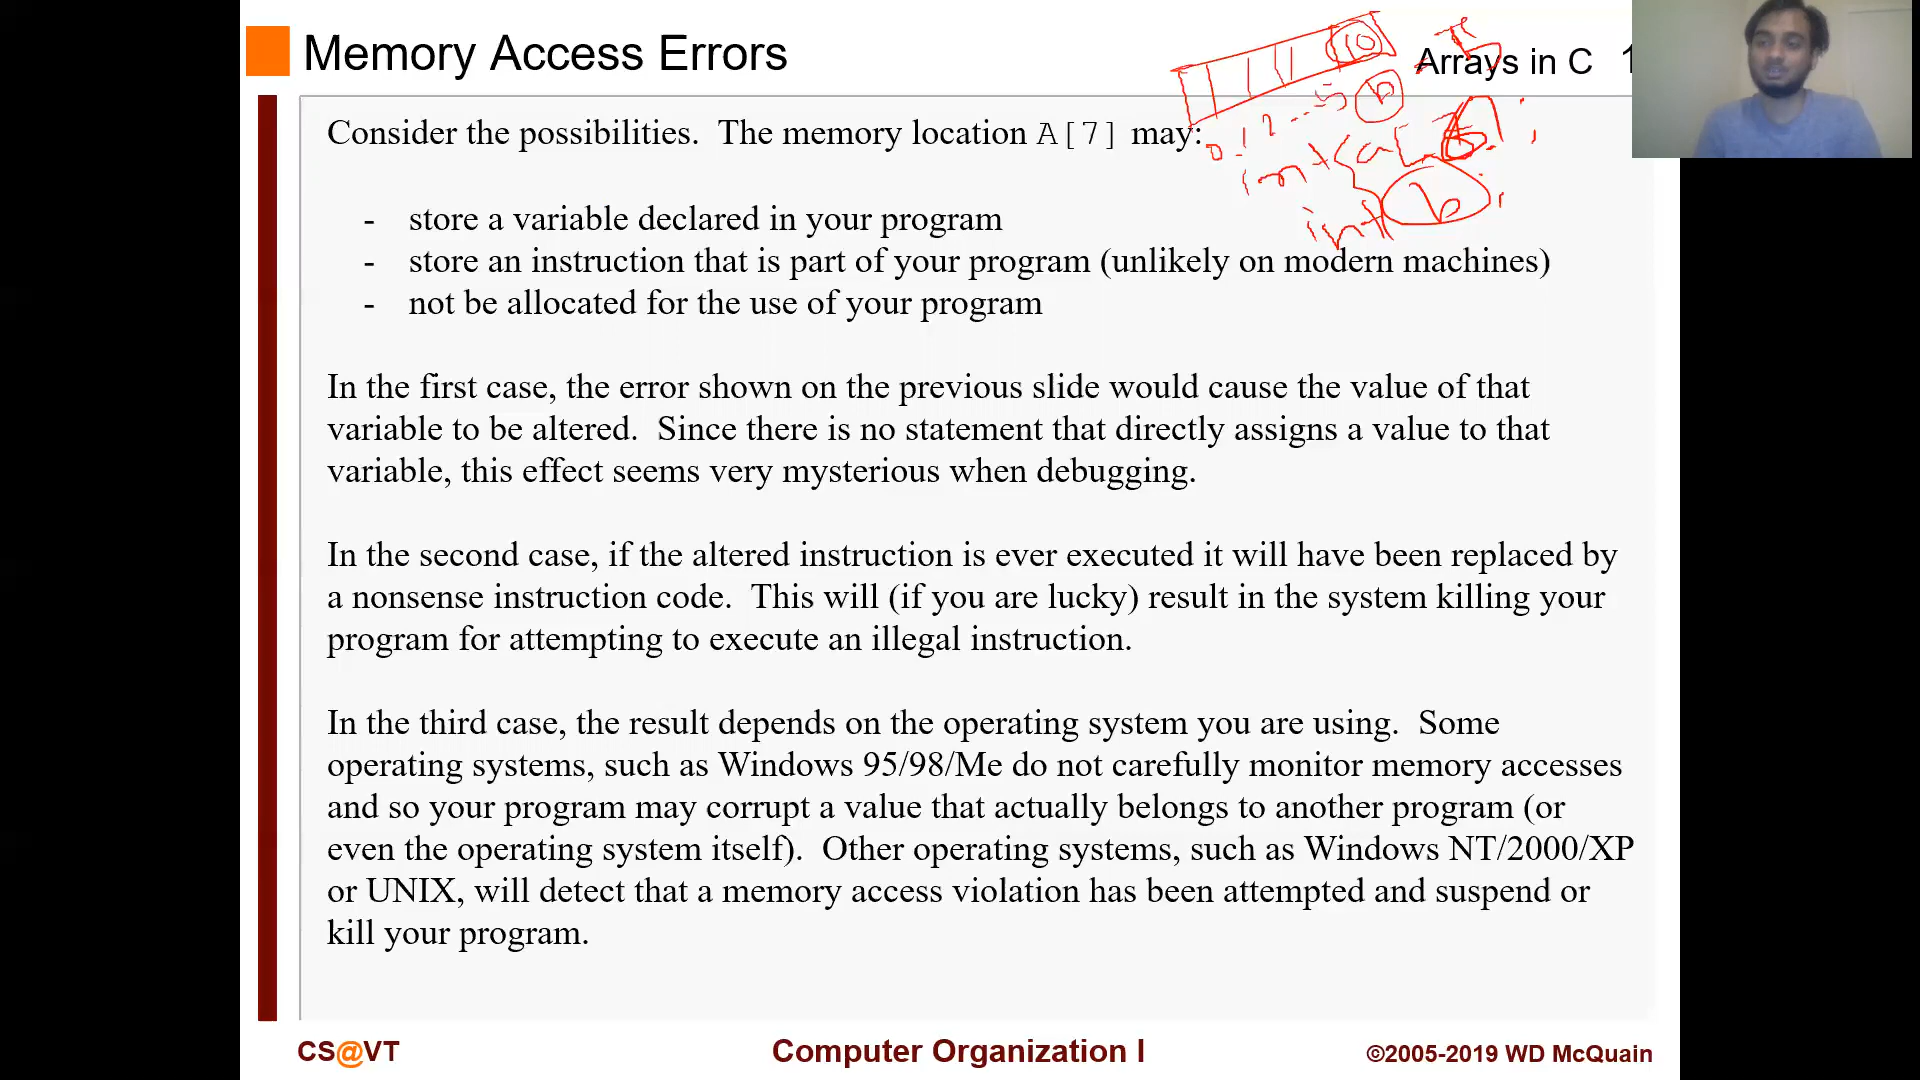 Memory Access Errors
Arrays in C 1
10
Consider the possibilities.  The memory location A[7] may:
0 1 2 ... 5 b
int a[5];
int b;
- store a variable declared in your program
- store an instruction that is part of your program (unlikely on modern machines)
- not be allocated for the use of your program
In the first case, the error shown on the previous slide would cause the value of that
variable to be altered.  Since there is no statement that directly assigns a value to that
variable, this effect seems very mysterious when debugging.
In the second case, if the altered instruction is ever executed it will have been replaced by
a nonsense instruction code.  This will (if you are lucky) result in the system killing your
program for attempting to execute an illegal instruction.
In the third case, the result depends on the operating system you are using.  Some
operating systems, such as Windows 95/98/Me do not carefully monitor memory accesses
and so your program may corrupt a value that actually belongs to another program (or
even the operating system itself).  Other operating systems, such as Windows NT/2000/XP
or UNIX, will detect that a memory access violation has been attempted and suspend or
kill your program.
CS@VT
Computer Organization I
©2005-2019 WD McQuain